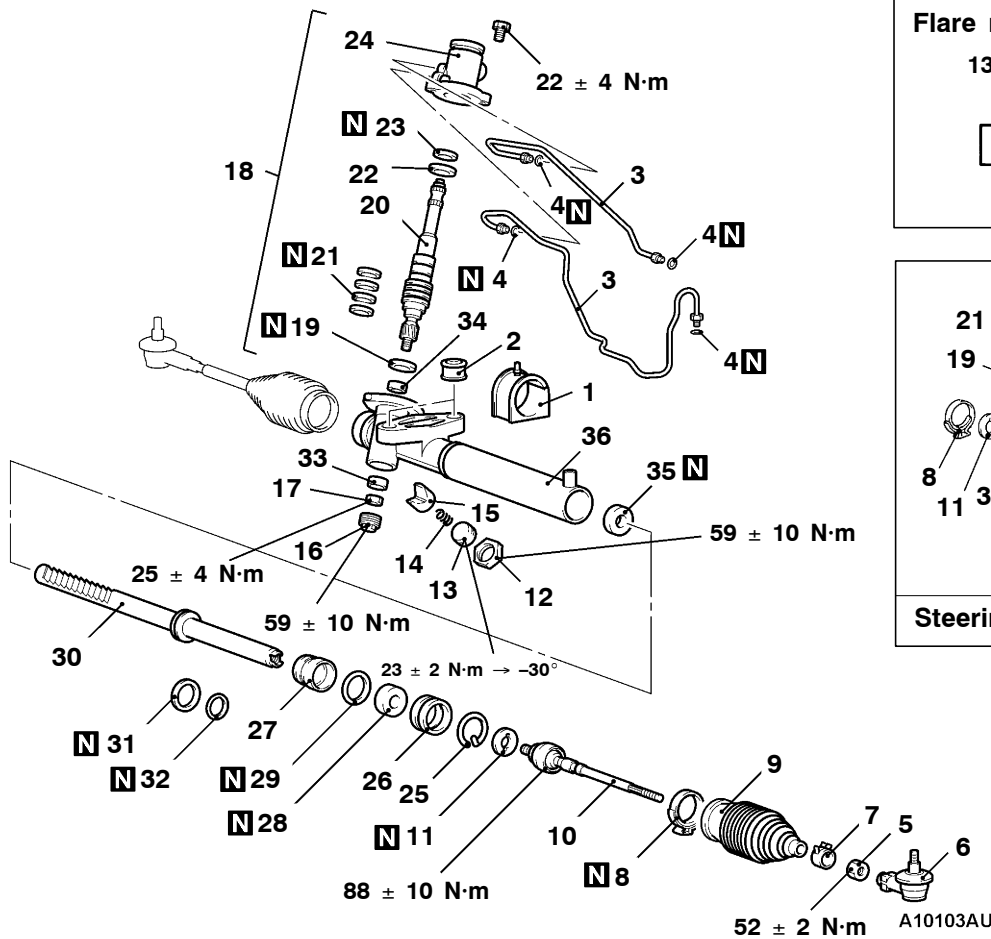 Flare
13
24
22 ± 4 N·m
N 23
18
22
3
20
4 N
4 N
N 21
N 4
3
N 19
34
2
4 N
21
19
1
36
33
35 N
8
17
15
11 3
16
14
59 ± 10 N·m
13
12
25 ± 4 N·m
59 ± 10 N·m
Steerin
30
23 ± 2 N·m → –30°
27
N 31
N 32
N 29
26
25
9
N 28
N 11
10
7
5
6
88 ± 10 N·m
N 8
52 ± 2 N·m
A10103AU